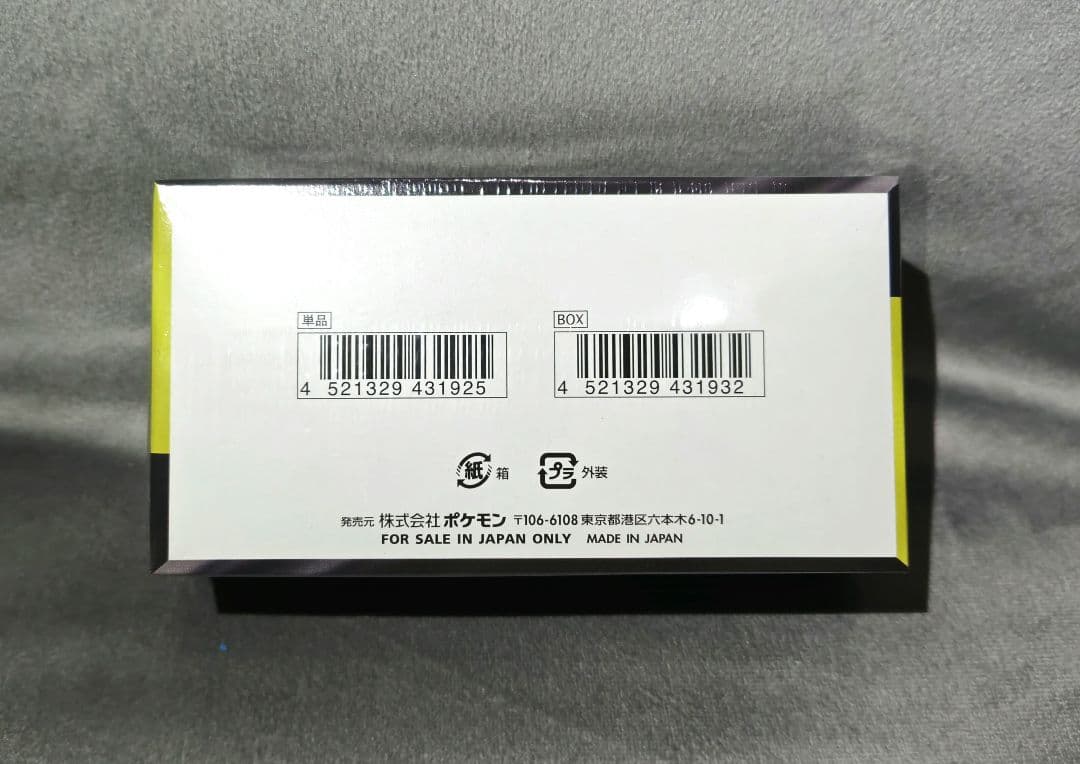 単品
BOX
4 521329 431925
4 521329 431932
紙 箱
プラ 外装
発売元 株式会社ポケモン 〒106-6108 東京都港区六本木6-10-1
FOR SALE IN JAPAN ONLY MADE IN JAPAN